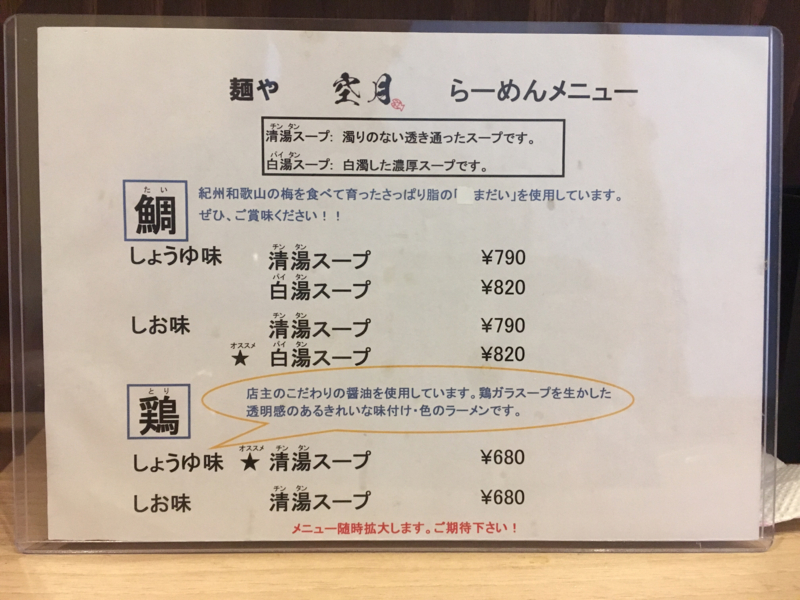 麺や 空月 らーめんメニュー
チン タン
清湯スープ: 濁りのない透き通ったスープです。
パイ タン
白湯スープ: 白濁した濃厚スープです。
たい
鯛
紀州和歌山の梅を食べて育ったさっぱり脂の「 まだい」を使用しています。
ぜひ、ご賞味ください！！
チン タン
しょうゆ味 清湯スープ ¥790
パイ タン
白湯スープ ¥820
チン タン
しお味 清湯スープ ¥790
オススメ パイ タン
★ 白湯スープ ¥820
とり
鶏
店主のこだわりの醤油を使用しています。鶏ガラスープを生かした
透明感のあるきれいな味付け・色のラーメンです。
オススメ チン タン
しょうゆ味 ★ 清湯スープ ¥680
チン タン
しお味 清湯スープ ¥680
メニュー随時拡大します。ご期待下さい！